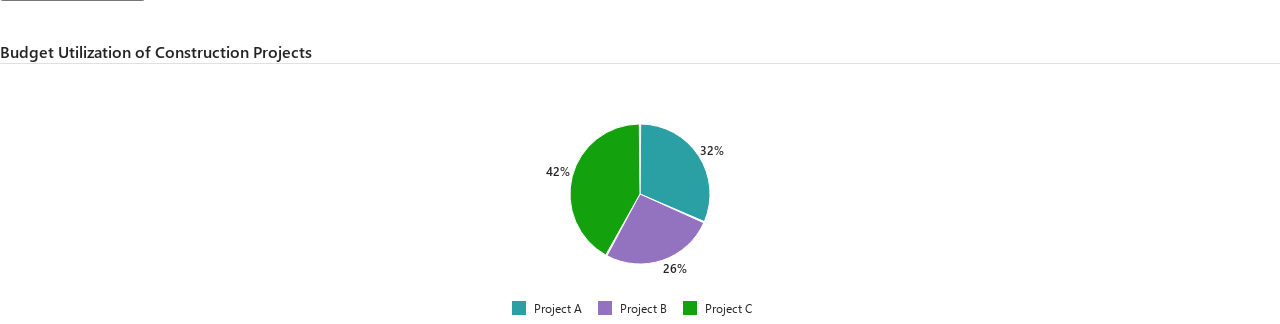 Budget Utilization of Construction Projects
32%
42%
26%
Project A
Project B
Project C